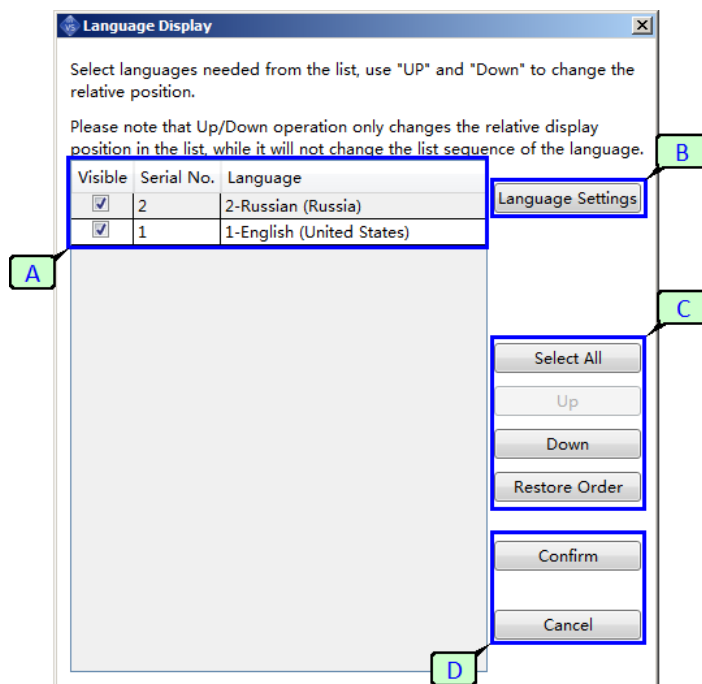 VS Language Display
Select languages needed from the list, use "UP" and "Down" to change the
relative position.
Please note that Up/Down operation only changes the relative display
position in the list, while it will not change the list sequence of the language.
B
Visible Serial No. Language
Language Settings
2 2-Russian (Russia)
1 1-English (United States)
A
C
Select All
Up
Down
Restore Order
Confirm
Cancel
D